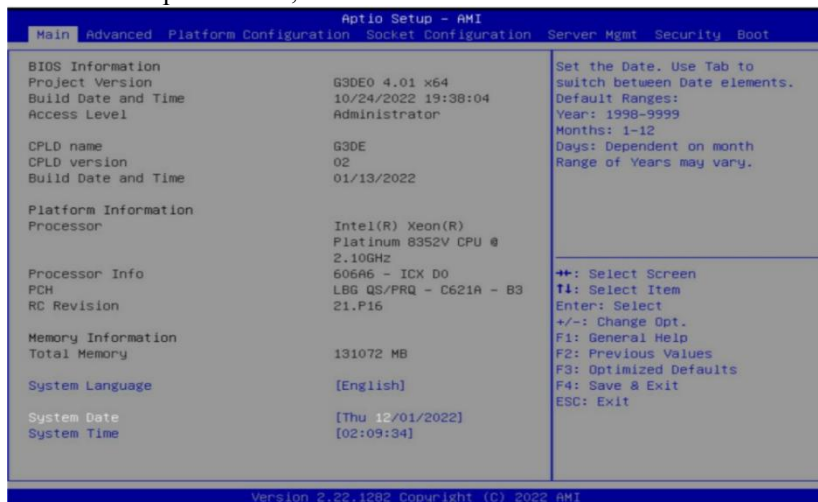 Aptio Setup – AMI
Main Advanced Platform Configuration Socket Configuration Server Mgmt Security Boot
BIOS Information
Project Version G3DE0 4.01 x64
Build Date and Time 10/24/2022 19:38:04
Access Level Administrator
CPLD name G3DE
CPLD version 02
Build Date and Time 01/13/2022
Platform Information
Processor Intel(R) Xeon(R)
Platinum 8352V CPU @
2.10GHz
Processor Info 606A6 - ICX D0
PCH LBG QS/PRQ - C621A - B3
RC Revision 21.P16
Memory Information
Total Memory 131072 MB
System Language [English]
System Date [Thu 12/01/2022]
System Time [02:09:34]
Set the Date. Use Tab to
switch between Date elements.
Default Ranges:
Year: 1998-9999
Months: 1-12
Days: Dependent on month
Range of Years may vary.
→←: Select Screen
↑↓: Select Item
Enter: Select
+/-: Change Opt.
F1: General Help
F2: Previous Values
F3: Optimized Defaults
F4: Save & Exit
ESC: Exit
Version 2.22.1282 Copyright (C) 2022 AMI